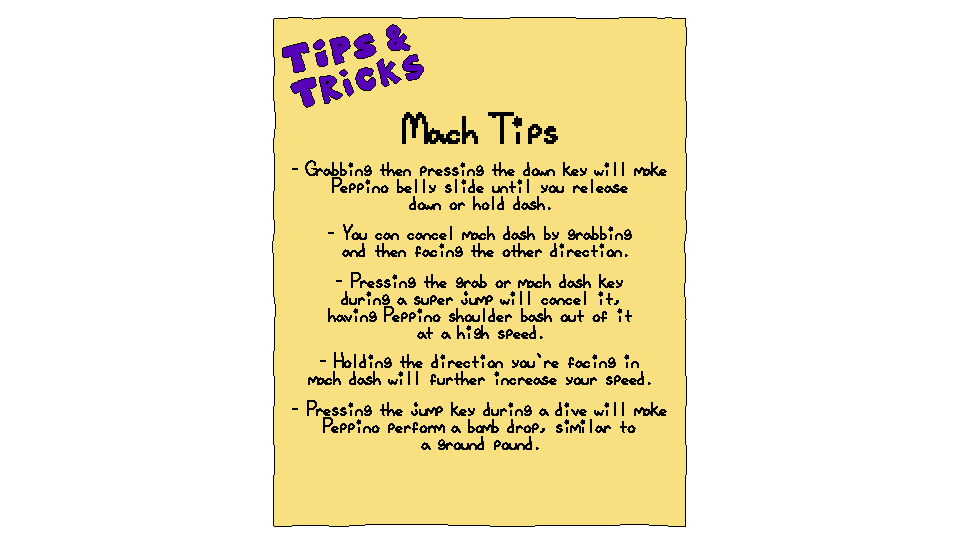 Tips &
Tricks
Mach Tips
- Grabbing then pressing the down key will make
Peppino belly slide until you release
down or hold dash.
- You can cancel mach dash by grabbing
and then facing the other direction.
- Pressing the grab or mach dash key
during a super jump will cancel it,
having Peppino shoulder bash out of it
at a high speed.
- Holding the direction you're facing in
mach dash will further increase your speed.
- Pressing the jump key during a dive will make
Peppino perform a bomb drop, similar to
a ground pound.